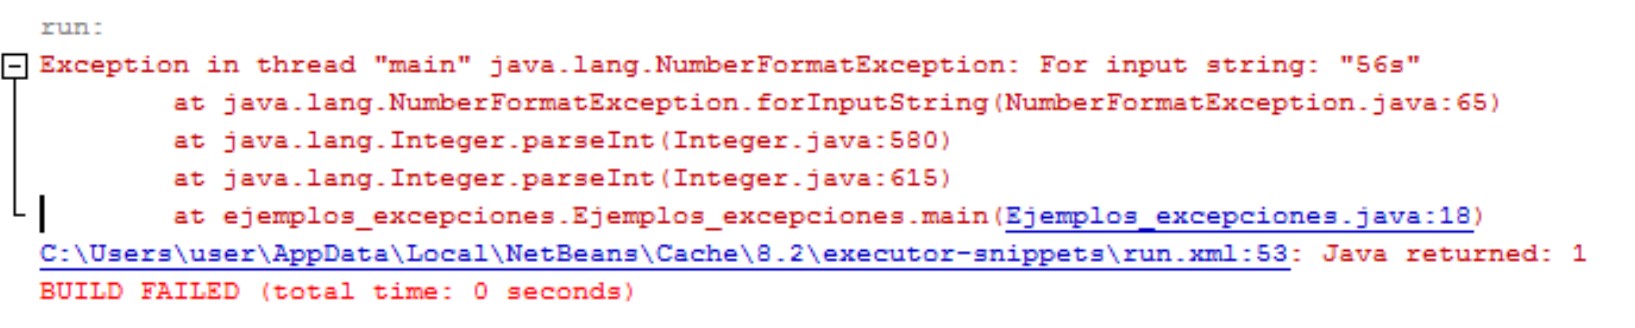 run:
Exception in thread "main" java.lang.NumberFormatException: For input string: "56s"
at java.lang.NumberFormatException.forInputString(NumberFormatException.java:65)
at java.lang.Integer.parseInt(Integer.java:580)
at java.lang.Integer.parseInt(Integer.java:615)
at ejemplos_excepciones.Ejemplos_excepciones.main(Ejemplos_excepciones.java:18)
C:\Users\user\AppData\Local\NetBeans\Cache\8.2\executor-snippets\run.xml:53: Java returned: 1
BUILD FAILED (total time: 0 seconds)